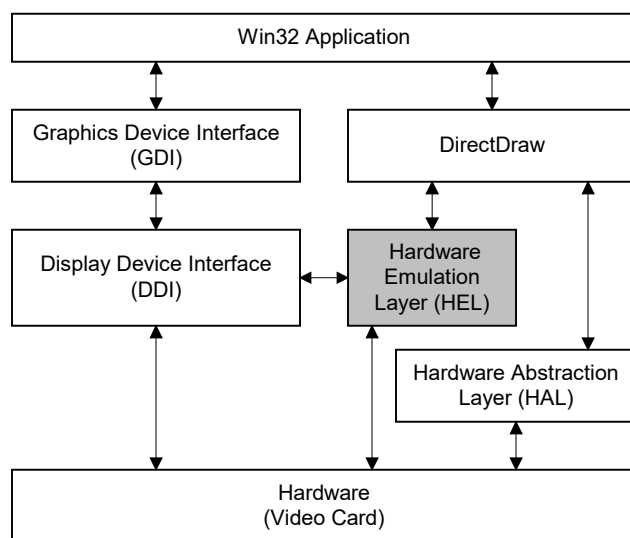 Win32 Application
Graphics Device Interface
(GDI)
DirectDraw
Display Device Interface
(DDI)
Hardware
Emulation
Layer (HEL)
Hardware Abstraction
Layer (HAL)
Hardware
(Video Card)